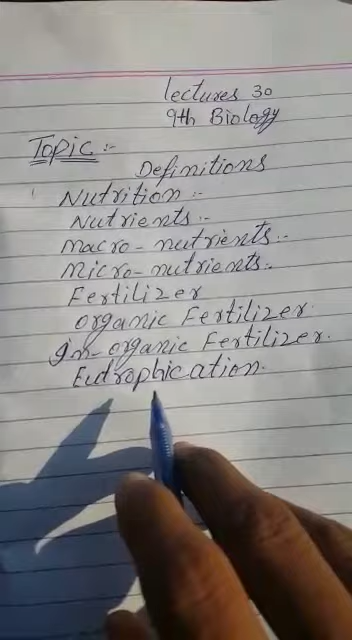 lectures 30
9th Biology
Topic :-
Definitions
Nutrition :-
Nutrients :-
Macro-nutrients :-
Micro-nutrients :-
Fertilizer
Organic Fertilizer.
In-organic Fertilizer.
Eutrophication.